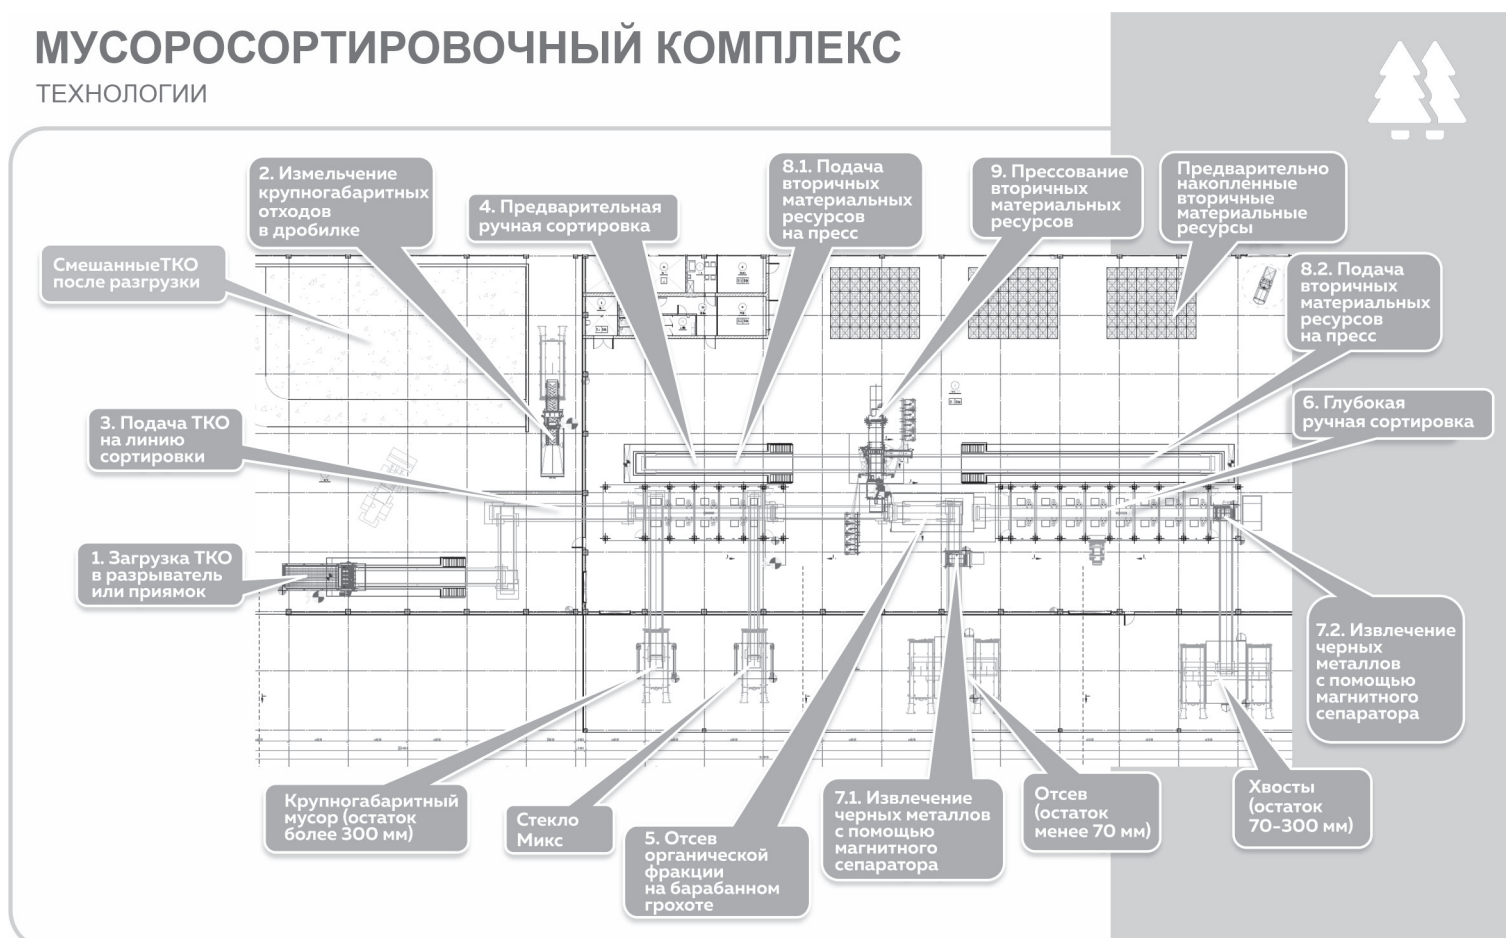 МУСОРОСОРТИРОВОЧНЫЙ КОМПЛЕКС
ТЕХНОЛОГИИ
2. Измельчение
крупногабаритных
отходов
в дробилке
4. Предварительная
ручная сортировка
8.1. Подача
вторичных
материальных
ресурсов
на пресс
9. Прессование
вторичных
материальных
ресурсов
Предварительно
накопленные
вторичные
материальные
ресурсы
СмешанныеТКО
после разгрузки
8.2. Подача
вторичных
материальных
ресурсов
на пресс
3. Подача ТКО
на линию
сортировки
6. Глубокая
ручная сортировка
1. Загрузка ТКО
в разрыватель
или приямок
7.2. Извлечение
черных
металлов
с помощью
магнитного
сепаратора
Крупногабаритный
мусор (остаток
более 300 мм)
Стекло
Микс
5. Отсев
органической
фракции
на барабанном
грохоте
7.1. Извлечение
черных металлов
с помощью
магнитного
сепаратора
Отсев
(остаток
менее 70 мм)
Хвосты
(остаток
70-300 мм)